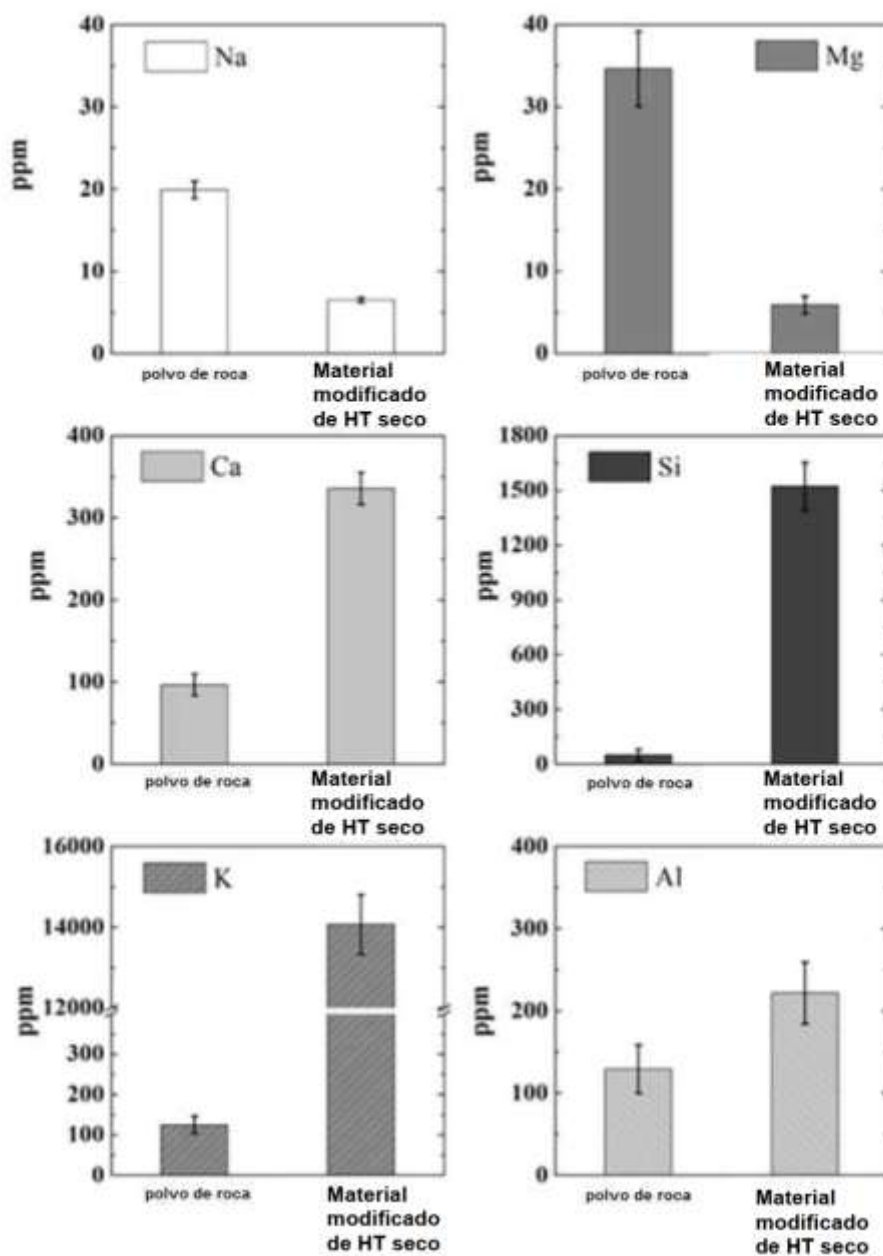 40
Na
30
ppm
20
10
0
polvo de roca
Material
modificado
de HT seco
40
Mg
30
ppm
20
10
0
polvo de roca
Material
modificado
de HT seco
400
Ca
300
ppm
200
100
0
polvo de roca
Material
modificado
de HT seco
1800
Si
1500
1200
ppm
900
600
300
0
polvo de roca
Material
modificado
de HT seco
16000
K
14000
12000
ppm
300
200
100
0
polvo de roca
Material
modificado
de HT seco
400
Al
300
ppm
200
100
0
polvo de roca
Material
modificado
de HT seco